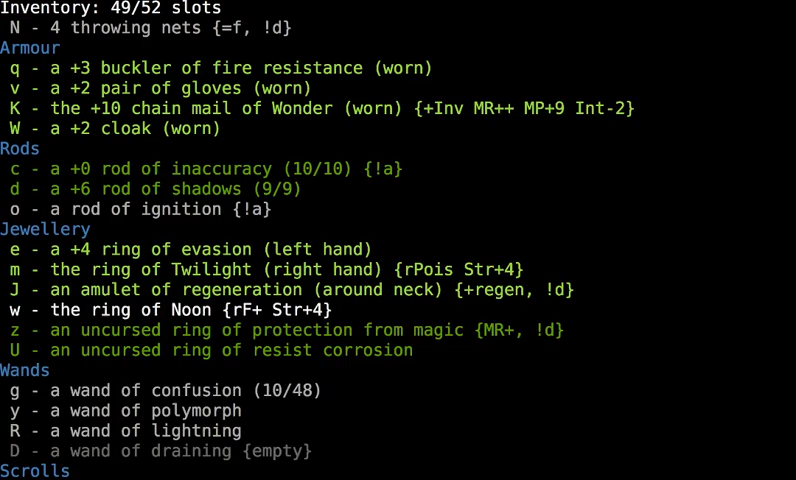 Inventory: 49/52 slots
N - 4 throwing nets {=f, !d}
Armour
q - a +3 buckler of fire resistance (worn)
v - a +2 pair of gloves (worn)
K - the +10 chain mail of Wonder (worn) {+Inv MR++ MP+9 Int-2}
W - a +2 cloak (worn)
Rods
c - a +0 rod of inaccuracy (10/10) {!a}
d - a +6 rod of shadows (9/9)
o - a rod of ignition {!a}
Jewellery
e - a +4 ring of evasion (left hand)
m - the ring of Twilight (right hand) {rPois Str+4}
J - an amulet of regeneration (around neck) {+regen, !d}
w - the ring of Noon {rF+ Str+4}
z - an uncursed ring of protection from magic {MR+, !d}
U - an uncursed ring of resist corrosion
Wands
g - a wand of confusion (10/48)
y - a wand of polymorph
R - a wand of lightning
D - a wand of draining {empty}
Scrolls